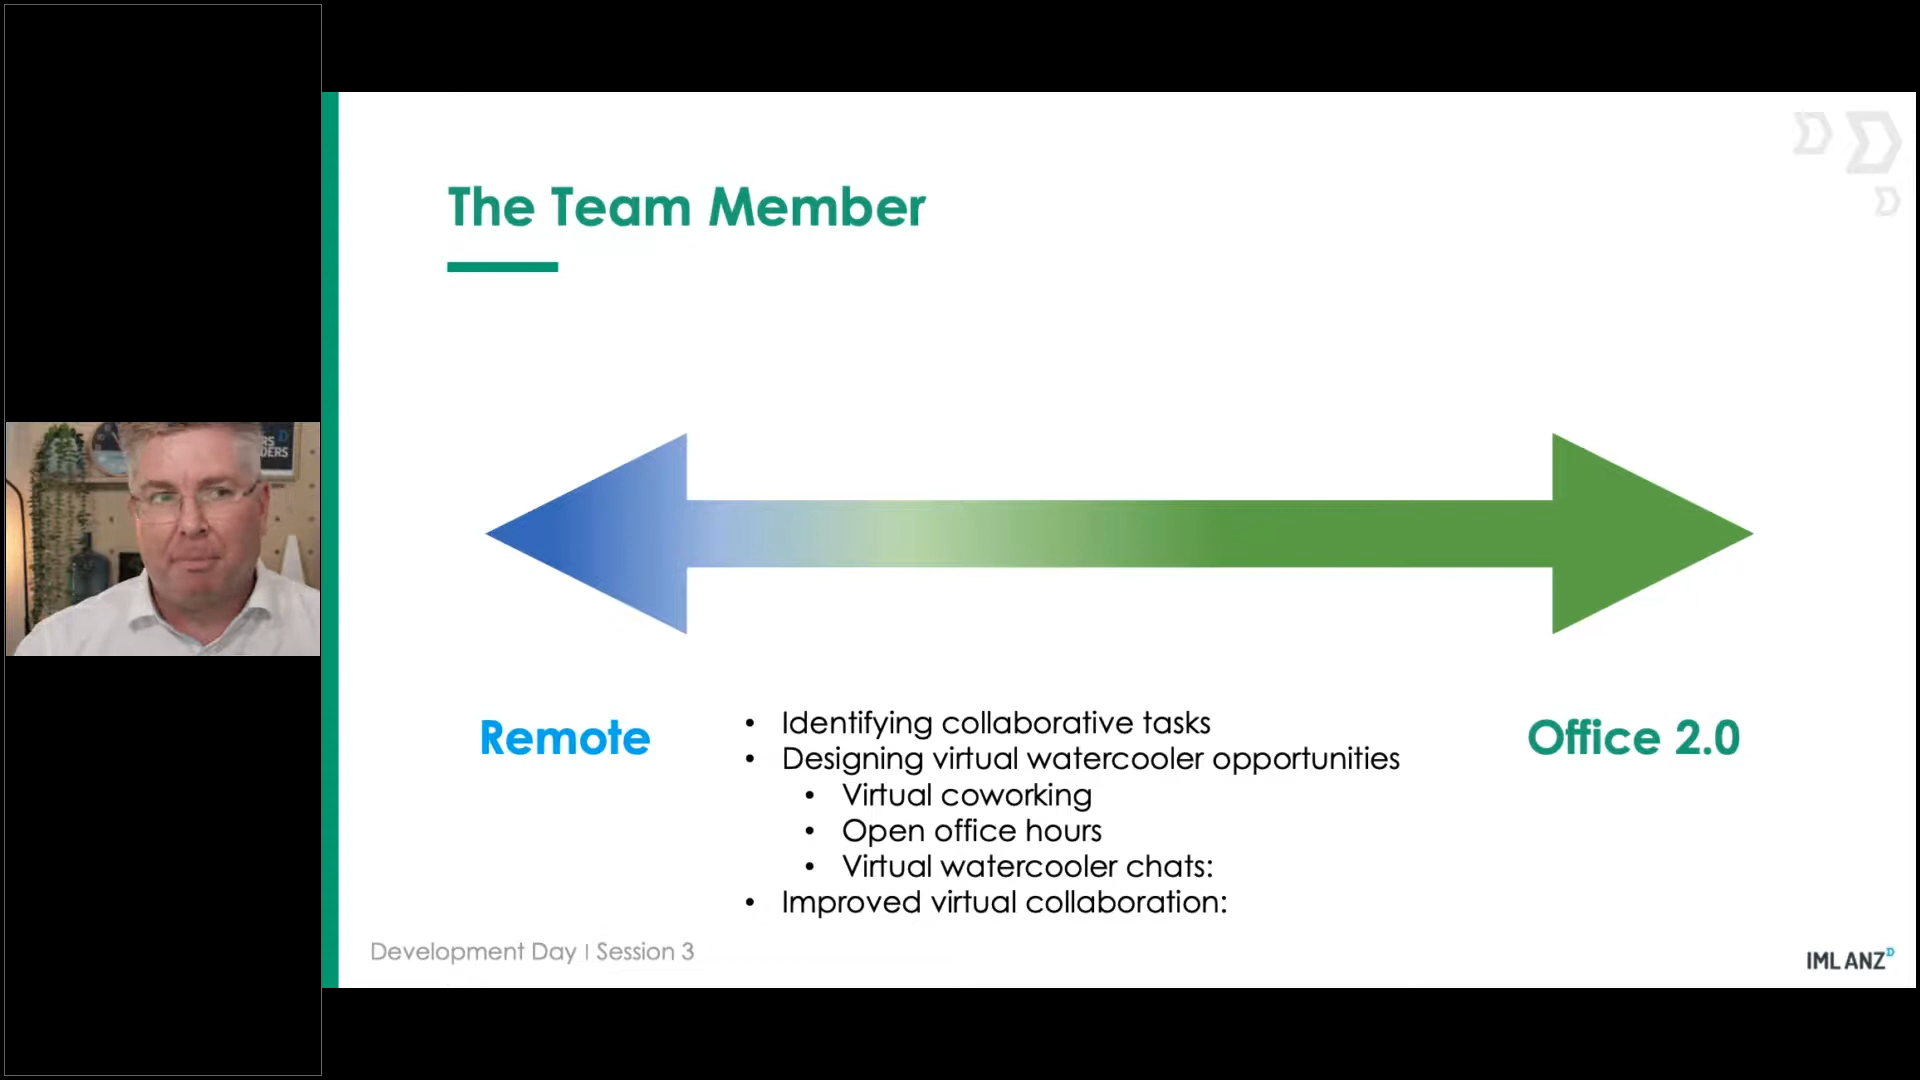 The Team Member
Remote
• Identifying collaborative tasks
• Designing virtual watercooler opportunities
• Virtual coworking
• Open office hours
• Virtual watercooler chats:
• Improved virtual collaboration:
Office 2.0
Development Day | Session 3
IML ANZ